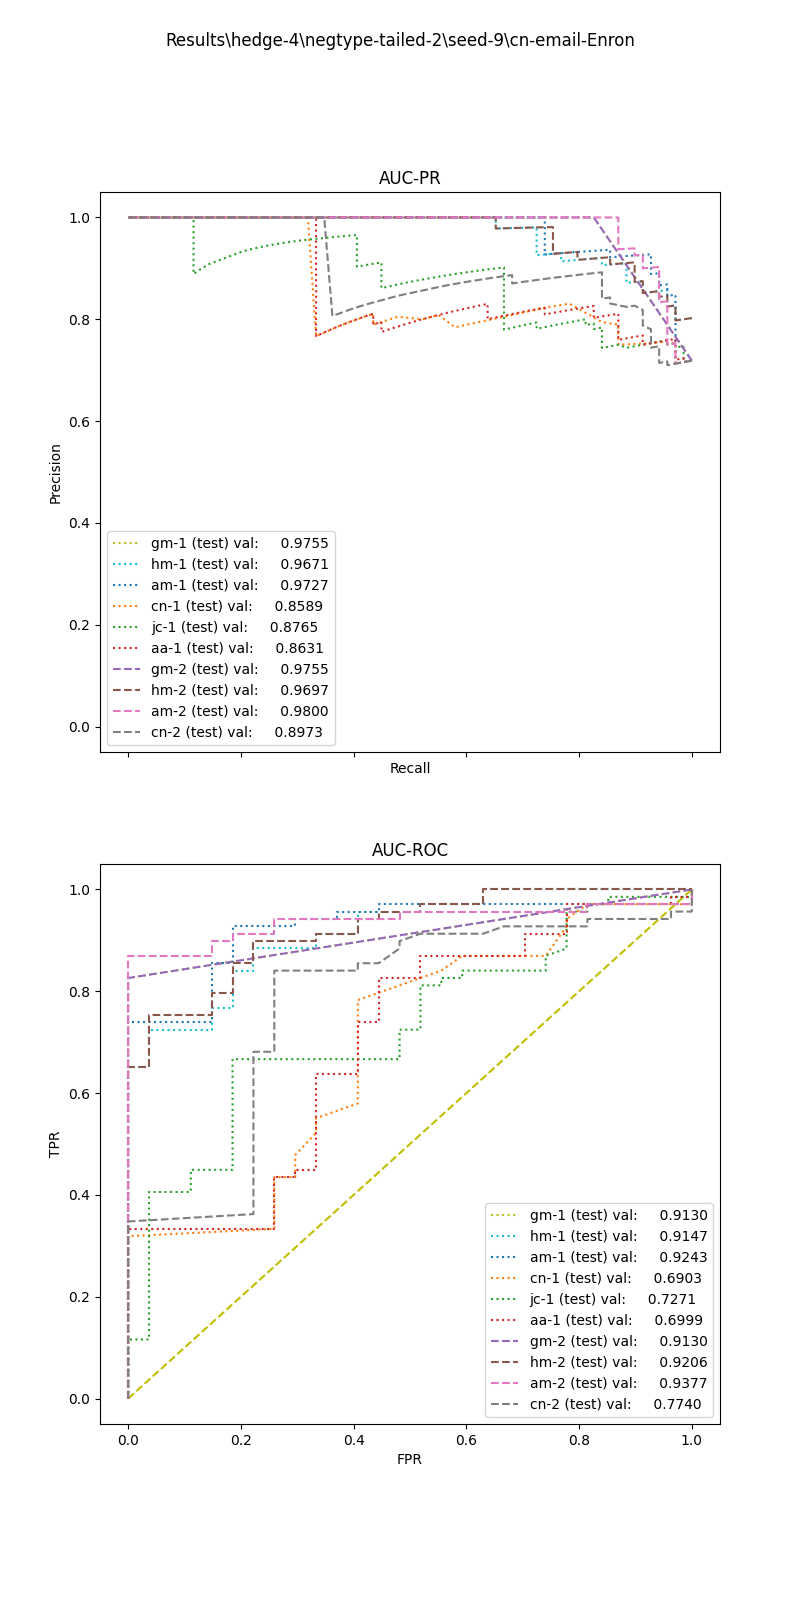 Results\hedge-4\negtype-tailed-2\seed-9\cn-email-Enron
AUC-PR
1.0
0.8
0.6
0.4
0.2
0.0
Precision
gm-1 (test) val: 0.9755
hm-1 (test) val: 0.9671
am-1 (test) val: 0.9727
cn-1 (test) val: 0.8589
jc-1 (test) val: 0.8765
aa-1 (test) val: 0.8631
gm-2 (test) val: 0.9755
hm-2 (test) val: 0.9697
am-2 (test) val: 0.9800
cn-2 (test) val: 0.8973
Recall
AUC-ROC
1.0
0.8
0.6
0.4
0.2
0.0
TPR
gm-1 (test) val: 0.9130
hm-1 (test) val: 0.9147
am-1 (test) val: 0.9243
cn-1 (test) val: 0.6903
jc-1 (test) val: 0.7271
aa-1 (test) val: 0.6999
gm-2 (test) val: 0.9130
hm-2 (test) val: 0.9206
am-2 (test) val: 0.9377
cn-2 (test) val: 0.7740
0.0 0.2 0.4 0.6 0.8 1.0
FPR